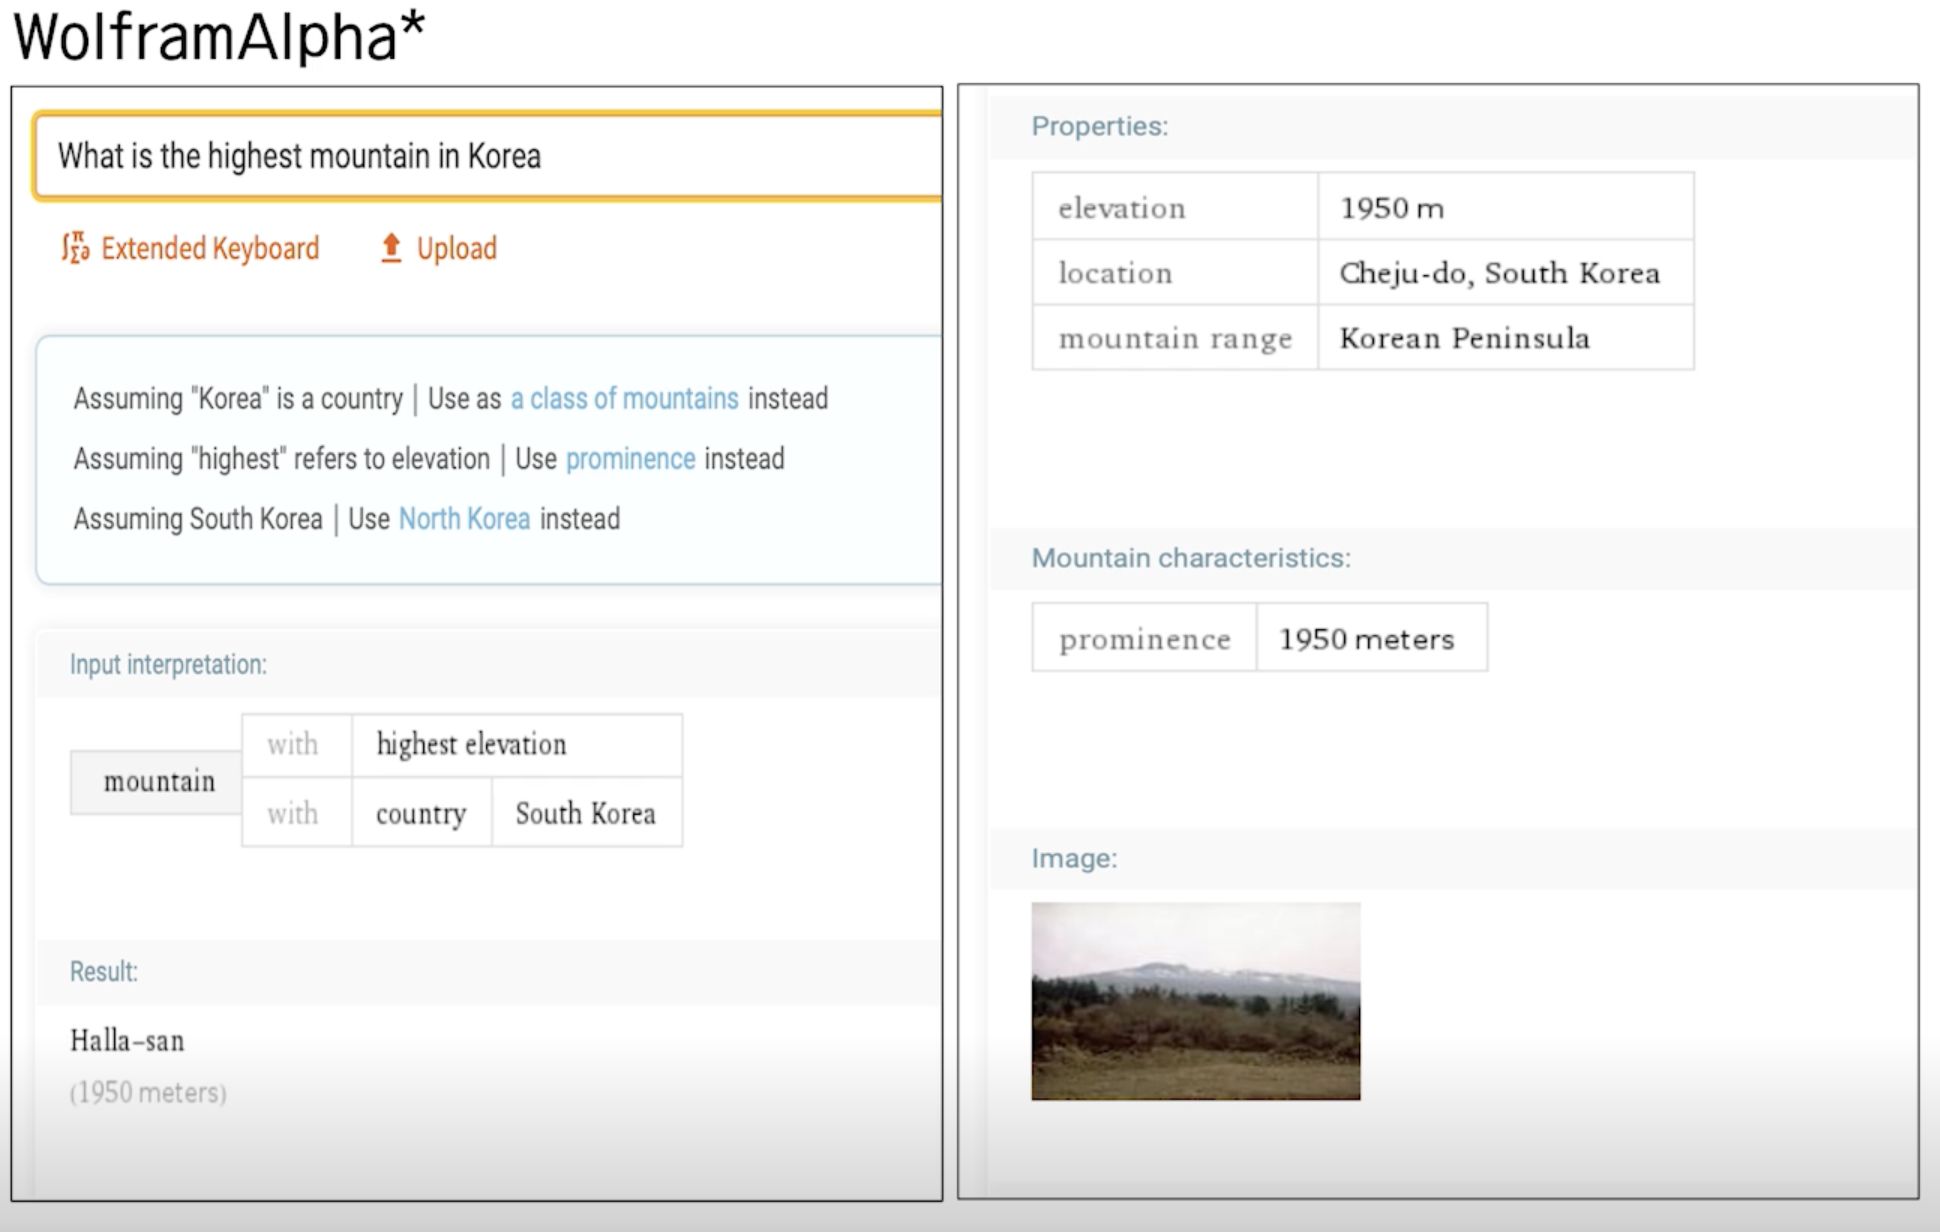 WolframAlpha*
What is the highest mountain in Korea
Extended Keyboard Upload
Assuming "Korea" is a country | Use as a class of mountains instead
Assuming "highest" refers to elevation | Use prominence instead
Assuming South Korea | Use North Korea instead
Input interpretation:
mountain
with highest elevation
with country South Korea
Result:
Halla–san
(1950 meters)
Properties:
elevation 1950 m
location Cheju-do, South Korea
mountain range Korean Peninsula
Mountain characteristics:
prominence 1950 meters
Image: